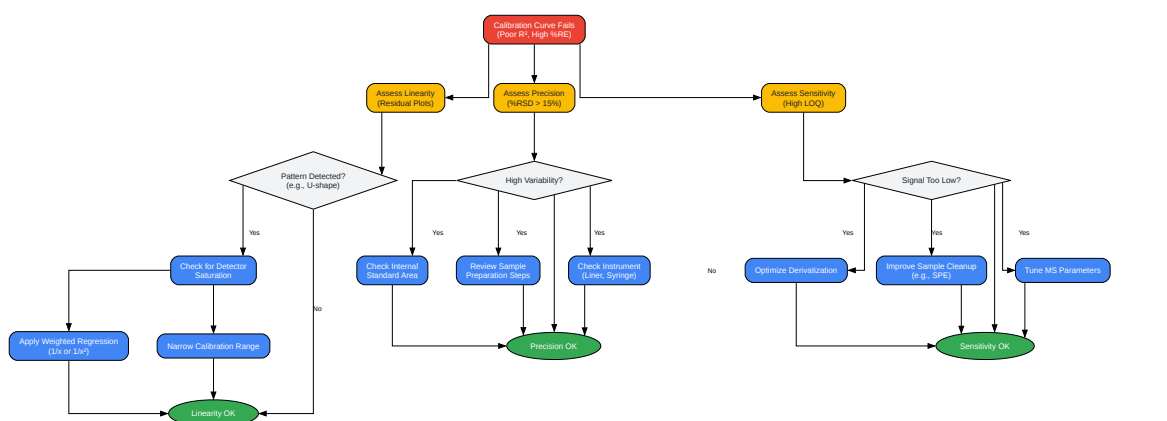 Calibration Curve Fails
(Poor R², High %RE)
Assess Linearity
(Residual Plots)
Assess Precision
(%RSD > 15%)
Assess Sensitivity
(High LOQ)
Pattern Detected?
(e.g., U-shape)
High Variability?
Signal Too Low?
Yes
Yes
Yes
Yes
Yes
Yes
Yes
Check for Detector
Saturation
Check Internal
Standard Area
Review Sample
Preparation Steps
Check Instrument
(Liner, Syringe)
No
Optimize Derivatization
Improve Sample Cleanup
(e.g., SPE)
Tune MS Parameters
No
Apply Weighted Regression
(1/x or 1/x²)
Narrow Calibration Range
Precision OK
Sensitivity OK
Linearity OK